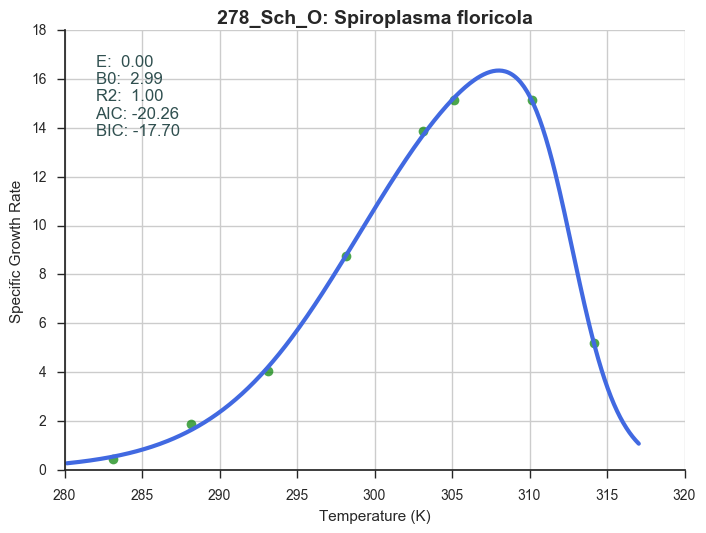 278_Sch_O: Spiroplasma floricola
E: 0.00
B0: 2.99
R2: 1.00
AIC: -20.26
BIC: -17.70
Specific Growth Rate
18
16
14
12
10
8
6
4
2
0
280 285 290 295 300 305 310 315 320
Temperature (K)